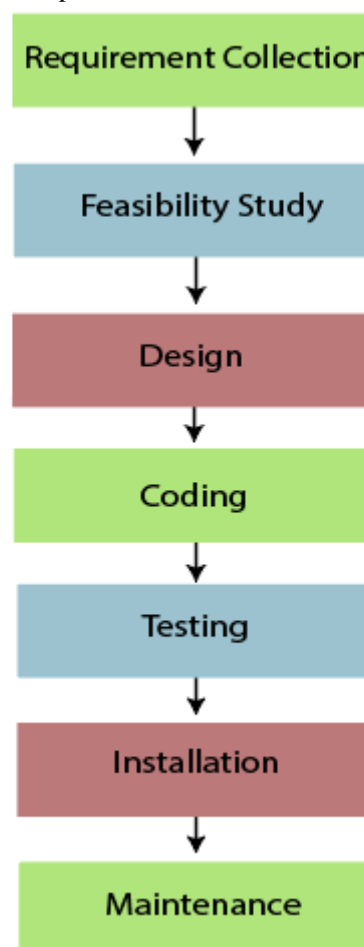 Requirement Collection
Feasibility Study
Design
Coding
Testing
Installation
Maintenance